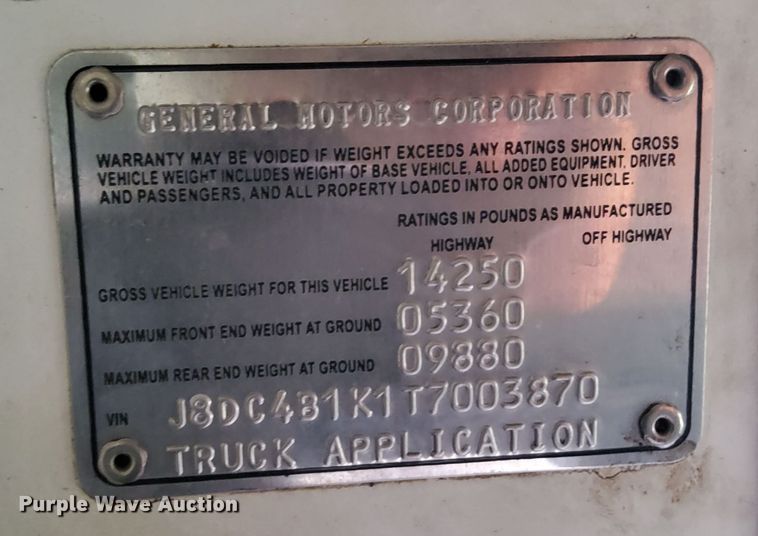 GENERAL MOTORS CORPORATION
WARRANTY MAY BE VOIDED IF WEIGHT EXCEEDS ANY RATINGS SHOWN. GROSS
VEHICLE WEIGHT INCLUDES WEIGHT OF BASE VEHICLE, ALL ADDED EQUIPMENT, DRIVER
AND PASSENGERS, AND ALL PROPERTY LOADED INTO OR ONTO VEHICLE.
RATINGS IN POUNDS AS MANUFACTURED
HIGHWAY OFF HIGHWAY
GROSS VEHICLE WEIGHT FOR THIS VEHICLE 14250
MAXIMUM FRONT END WEIGHT AT GROUND 05360
MAXIMUM REAR END WEIGHT AT GROUND 09880
VIN J8DC4B1K1T7003870
TRUCK APPLICATION
Purple Wave Auction